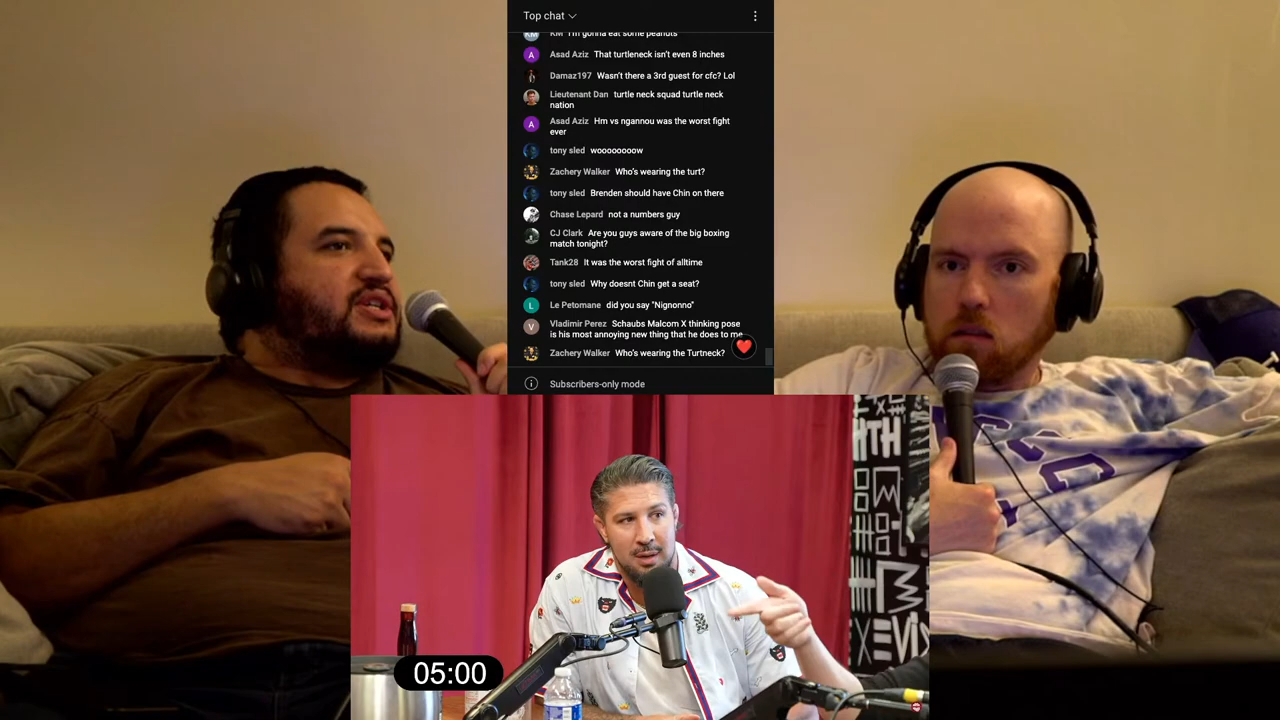 Top chat
KM I'm gonna eat some peanuts
Asad Aziz That turtleneck isn't even 8 inches
Damaz197 Wasn't there a 3rd guest for cfc? Lol
Lieutenant Dan turtle neck squad turtle neck
nation
Asad Aziz Hm vs ngannou was the worst fight
ever
tony sled woooooooow
Zachery Walker Who's wearing the turt?
tony sled Brenden should have Chin on there
Chase Lepard not a numbers guy
CJ Clark Are you guys aware of the big boxing
match tonight?
Tank28 It was the worst fight of alltime
tony sled Why doesnt Chin get a seat?
Le Petomane did you say "Nignonno"
Vladimir Perez Schaubs Malcom X thinking pose
is his most annoying new thing that he does to me
Zachery Walker Who's wearing the Turtneck?
Subscribers-only mode
05:00